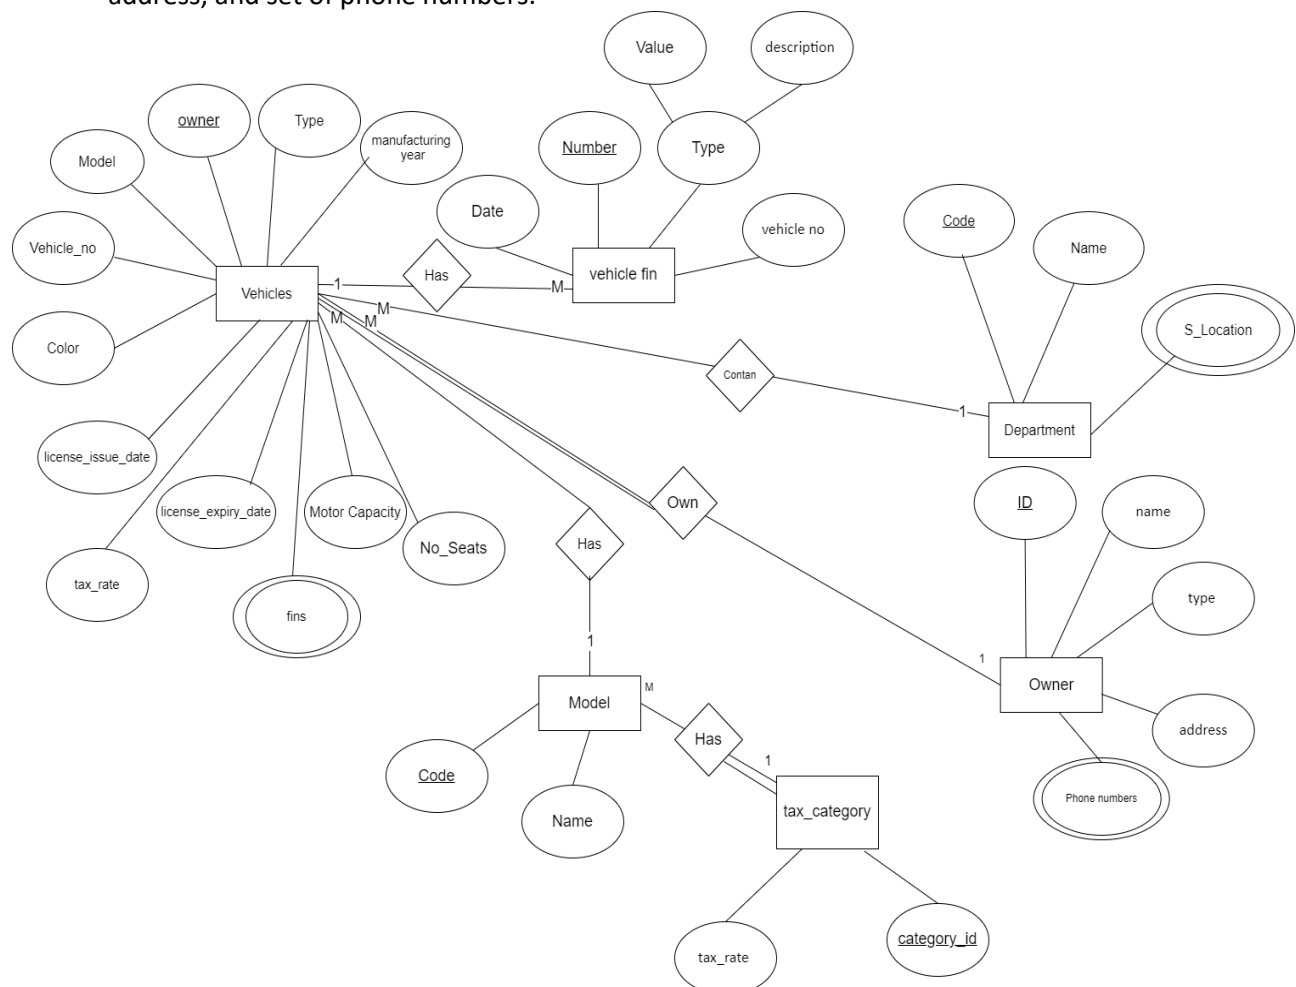 address, and set of phone numbers.
Value
description
owner
Type
manufacturing
year
Number
Type
Model
Date
Code
vehicle no
Name
Vehicle_no
Has
vehicle fin
1
M
Vehicles
M
M
M
S_Location
Color
Contan
1
Department
license_issue_date
ID
name
Own
license_expiry_date
Motor Capacity
No_Seats
Has
tax_rate
type
fins
1
1
Owner
M
Model
address
Has
1
Code
Phone numbers
Name
tax_category
category_id
tax_rate